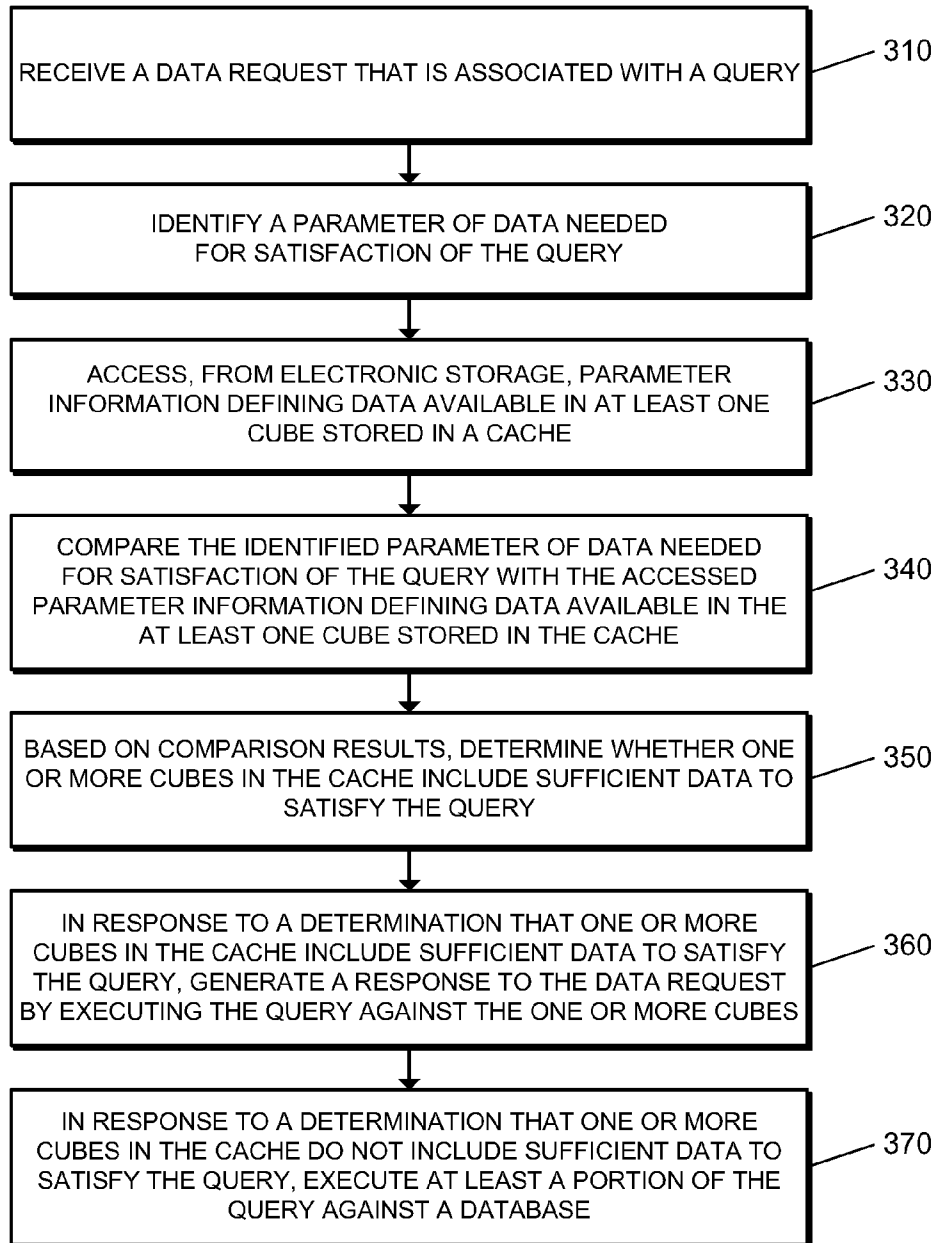 RECEIVE A DATA REQUEST THAT IS ASSOCIATED WITH A QUERY
310
IDENTIFY A PARAMETER OF DATA NEEDED
FOR SATISFACTION OF THE QUERY
320
ACCESS, FROM ELECTRONIC STORAGE, PARAMETER
INFORMATION DEFINING DATA AVAILABLE IN AT LEAST ONE
CUBE STORED IN A CACHE
330
COMPARE THE IDENTIFIED PARAMETER OF DATA NEEDED
FOR SATISFACTION OF THE QUERY WITH THE ACCESSED
PARAMETER INFORMATION DEFINING DATA AVAILABLE IN THE
AT LEAST ONE CUBE STORED IN THE CACHE
340
BASED ON COMPARISON RESULTS, DETERMINE WHETHER ONE
OR MORE CUBES IN THE CACHE INCLUDE SUFFICIENT DATA TO
SATISFY THE QUERY
350
IN RESPONSE TO A DETERMINATION THAT ONE OR MORE
CUBES IN THE CACHE INCLUDE SUFFICIENT DATA TO SATISFY
THE QUERY, GENERATE A RESPONSE TO THE DATA REQUEST
BY EXECUTING THE QUERY AGAINST THE ONE OR MORE CUBES
360
IN RESPONSE TO A DETERMINATION THAT ONE OR MORE
CUBES IN THE CACHE DO NOT INCLUDE SUFFICIENT DATA TO
SATISFY THE QUERY, EXECUTE AT LEAST A PORTION OF THE
QUERY AGAINST A DATABASE
370